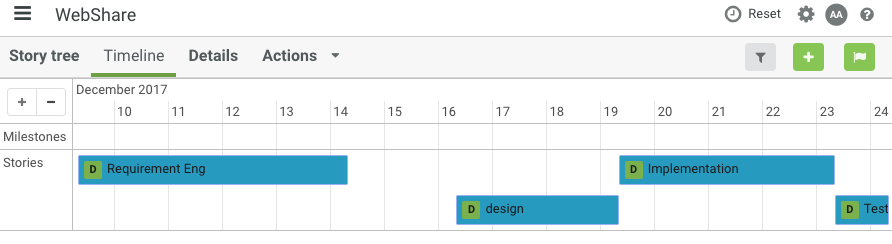 WebShare
Reset
AA
?
Story tree
Timeline
Details
Actions
+
+
−
December 2017
10 11 12 13 14 15 16 17 18 19 20 21 22 23 24
Milestones
Stories
D Requirement Eng
D Implementation
D design
D Test